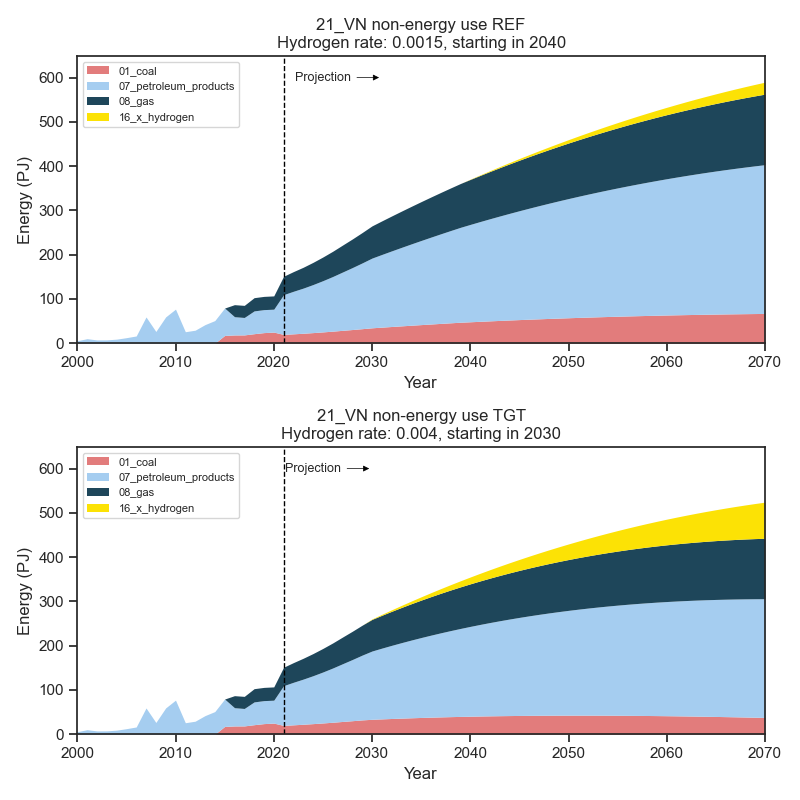 21_VN non-energy use REF
Hydrogen rate: 0.0015, starting in 2040
01_coal
07_petroleum_products
08_gas
16_x_hydrogen
Projection
Energy (PJ)
600
500
400
300
200
100
0
2000 2010 2020 2030 2040 2050 2060 2070
Year
21_VN non-energy use TGT
Hydrogen rate: 0.004, starting in 2030
01_coal
07_petroleum_products
08_gas
16_x_hydrogen
Projection
Energy (PJ)
600
500
400
300
200
100
0
2000 2010 2020 2030 2040 2050 2060 2070
Year